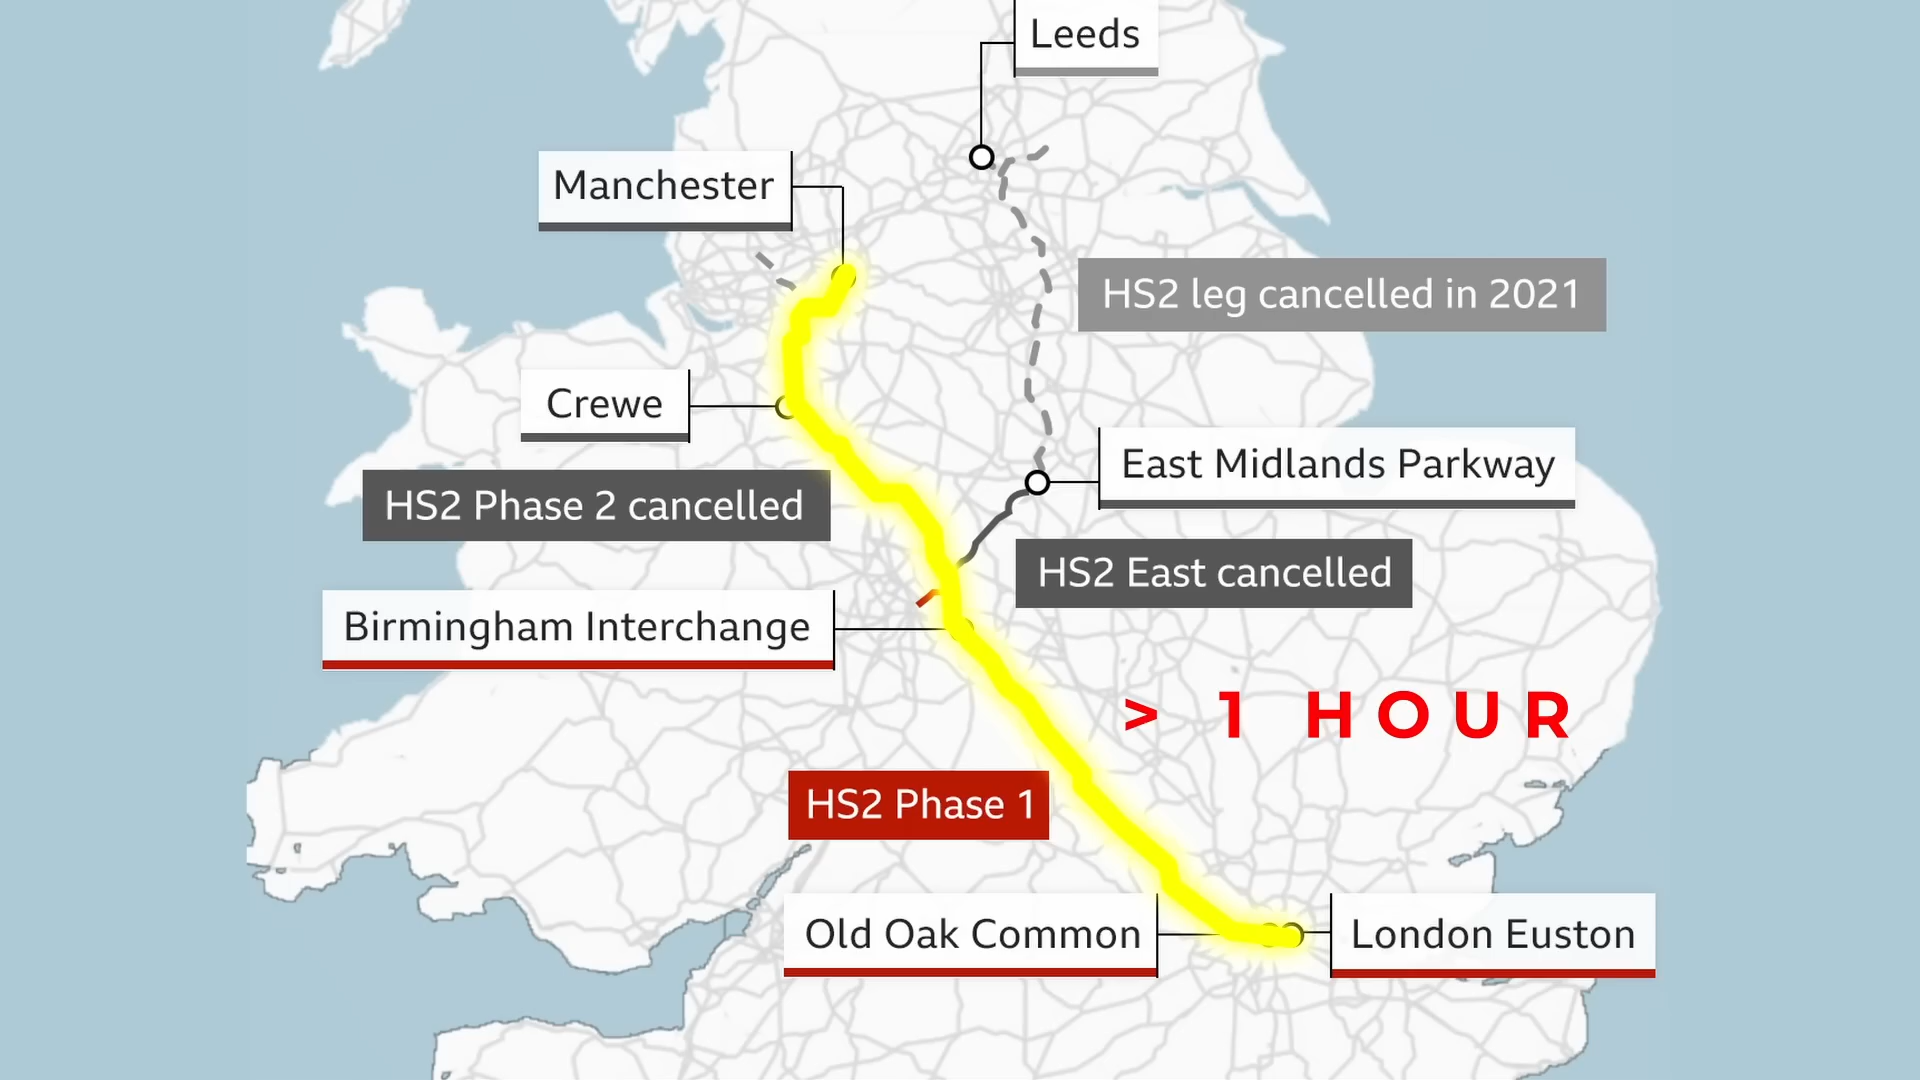 Leeds
Manchester
HS2 leg cancelled in 2021
Crewe
East Midlands Parkway
HS2 Phase 2 cancelled
HS2 East cancelled
Birmingham Interchange
> 1 HOUR
HS2 Phase 1
Old Oak Common
London Euston